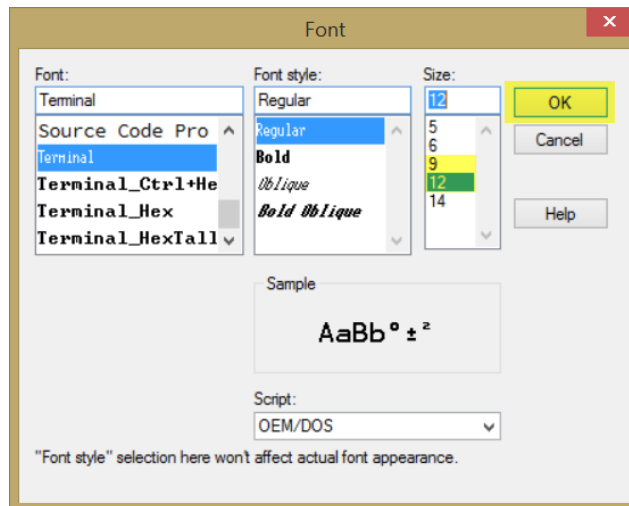 Font
Font:
Terminal
Source Code Pro
Terminal
Terminal_Ctrl+He
Terminal_Hex
Terminal_HexTall
Font style:
Regular
Regular
Bold
Oblique
Bold Oblique
Size:
12
5
6
9
12
14
OK
Cancel
Help
Sample
AaBb°±²
Script:
OEM/DOS
"Font style" selection here won't affect actual font appearance.